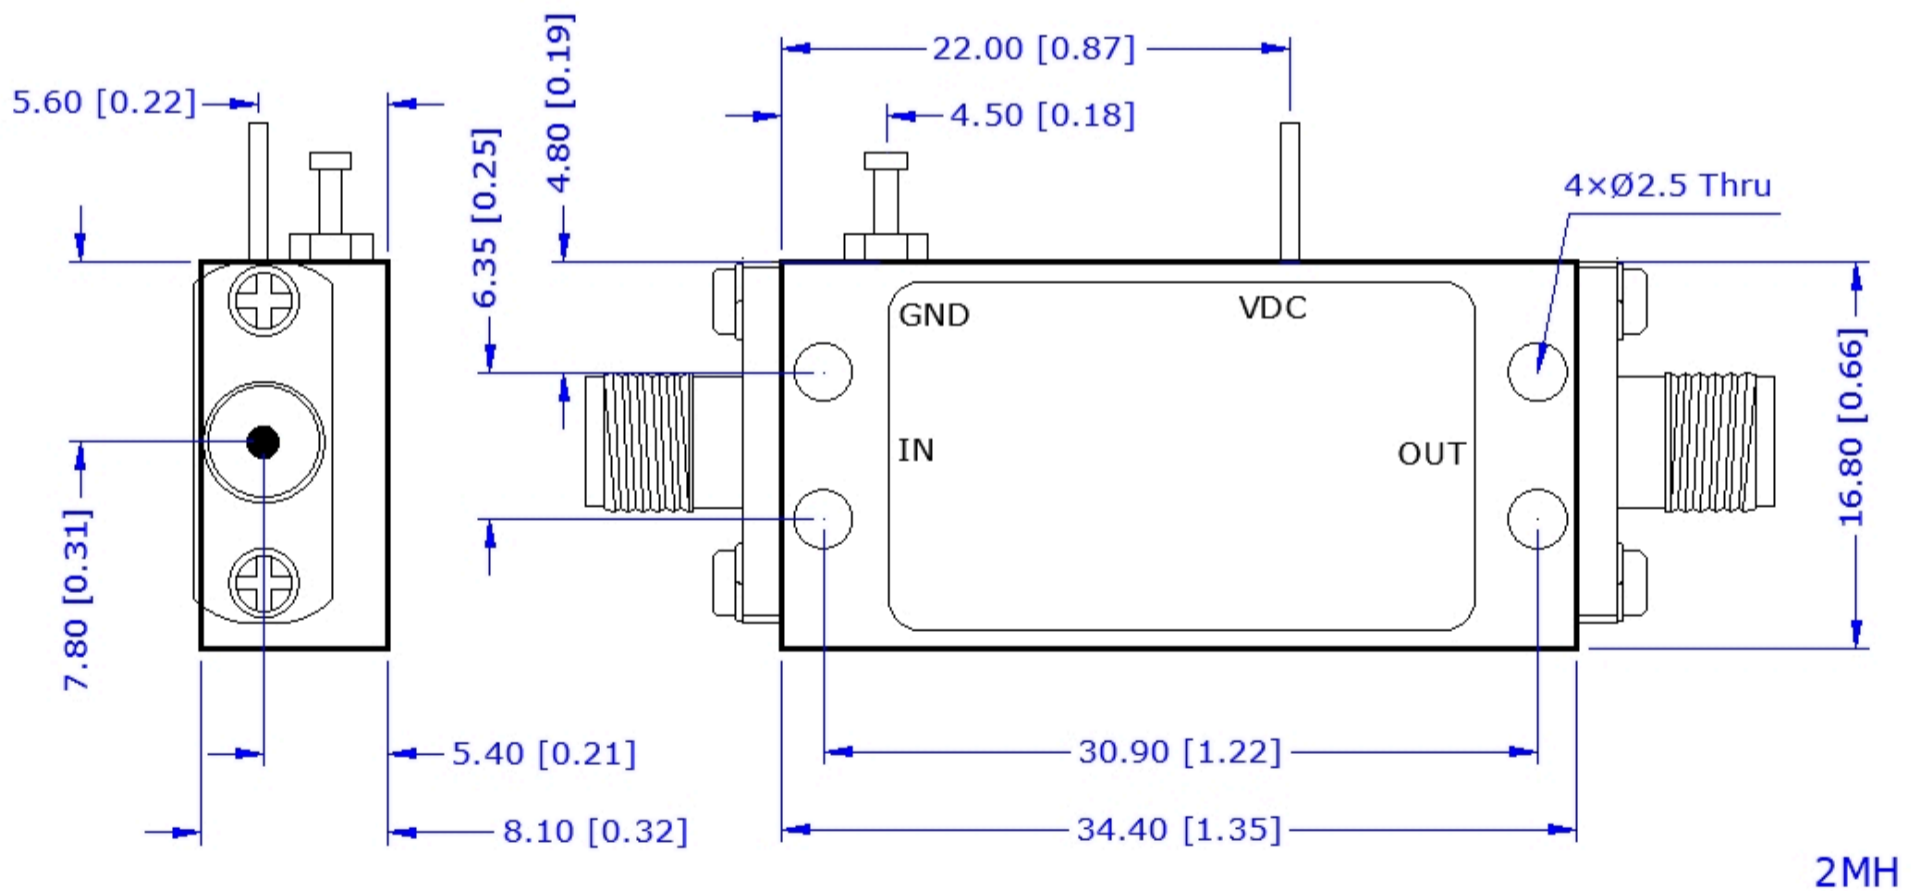 22.00 [0.87]
5.60 [0.22]
4.80 [0.19]
4.50 [0.18]
6.35 [0.25]
4×Ø2.5 Thru
GND
VDC
IN
OUT
16.80 [0.66]
7.80 [0.31]
5.40 [0.21]
30.90 [1.22]
8.10 [0.32]
34.40 [1.35]
2MH